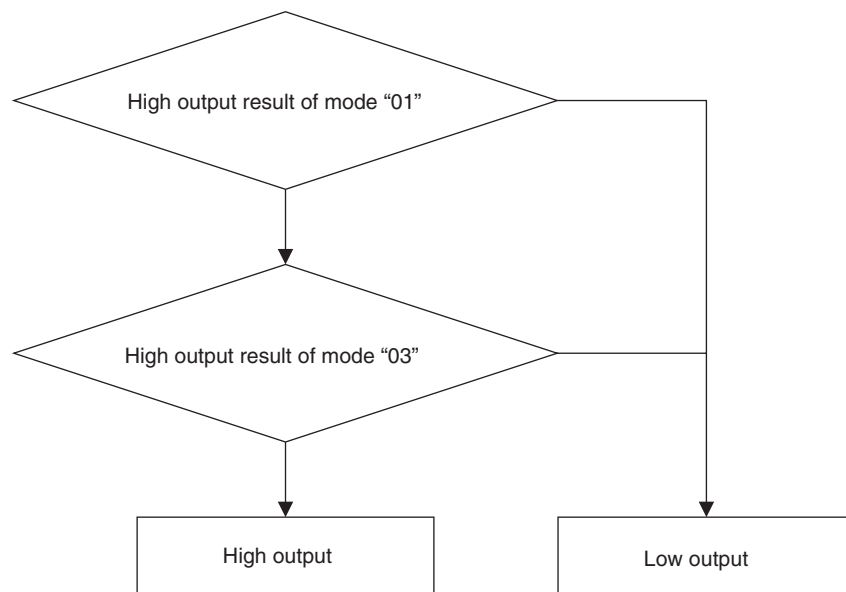 High output result of mode “01”
High output result of mode “03”
High output
Low output